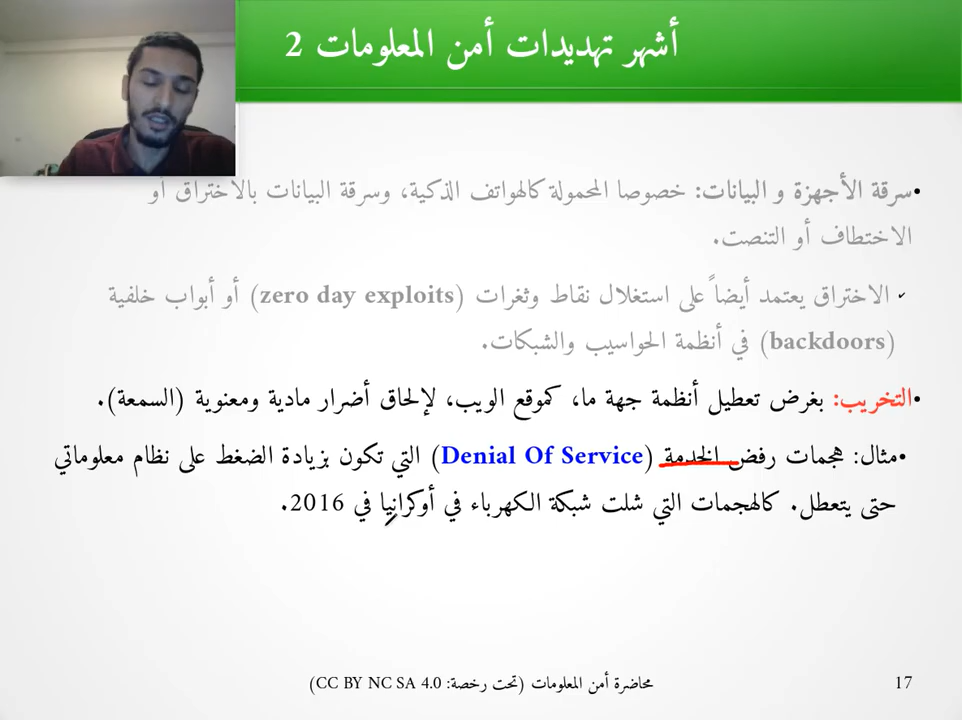 أشهر تهديدات أمن المعلومات 2
•سرقة الأجهزة و البيانات: خصوصا المحمولة كالهواتف الذكية، وسرقة البيانات بالاختراق أو
الاختطاف أو التنصت.
✓ الاختراق يعتمد أيضاً على استغلال نقاط وثغرات (zero day exploits) أو أبواب خلفية
(backdoors) في أنظمة الحواسيب والشبكات.
•التخريب: بغرض تعطيل أنظمة جهة ما، كموقع الويب، لإلحاق أضرار مادية ومعنوية (السمعة).
•مثال: هجمات رفض الخدمة (Denial Of Service) التي تكون بزيادة الضغط على نظام معلوماتي
حتى يتعطل. كالهجمات التي شلت شبكة الكهرباء في أوكرانيا في 2016.
محاضرة أمن المعلومات (تحت رخصة: CC BY NC SA 4.0)
17